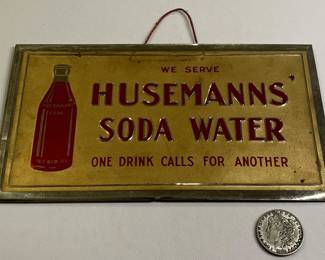 WE SERVE
HUSEMANNS
SODA WATER
ONE DRINK CALLS FOR ANOTHER